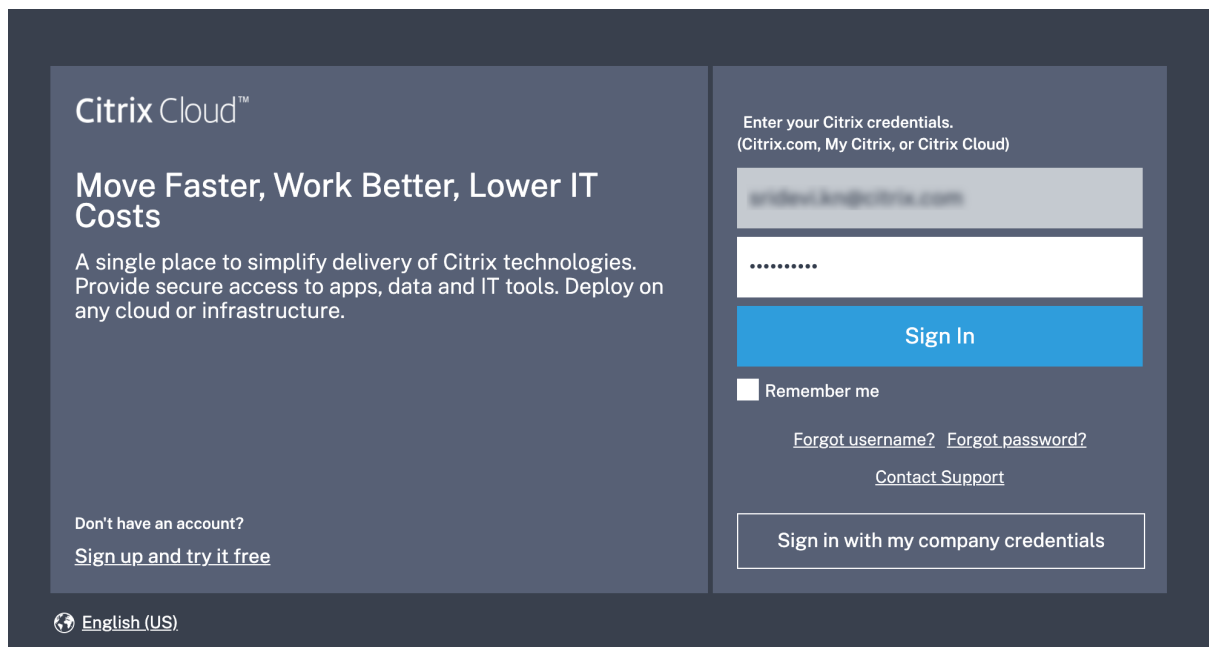 Citrix Cloud™
Move Faster, Work Better, Lower IT
Costs
A single place to simplify delivery of Citrix technologies.
Provide secure access to apps, data and IT tools. Deploy on
any cloud or infrastructure.
Don't have an account?
Sign up and try it free
Enter your Citrix credentials.
(Citrix.com, My Citrix, or Citrix Cloud)
••••••••••
Sign In
Remember me
Forgot username? Forgot password?
Contact Support
Sign in with my company credentials
English (US)